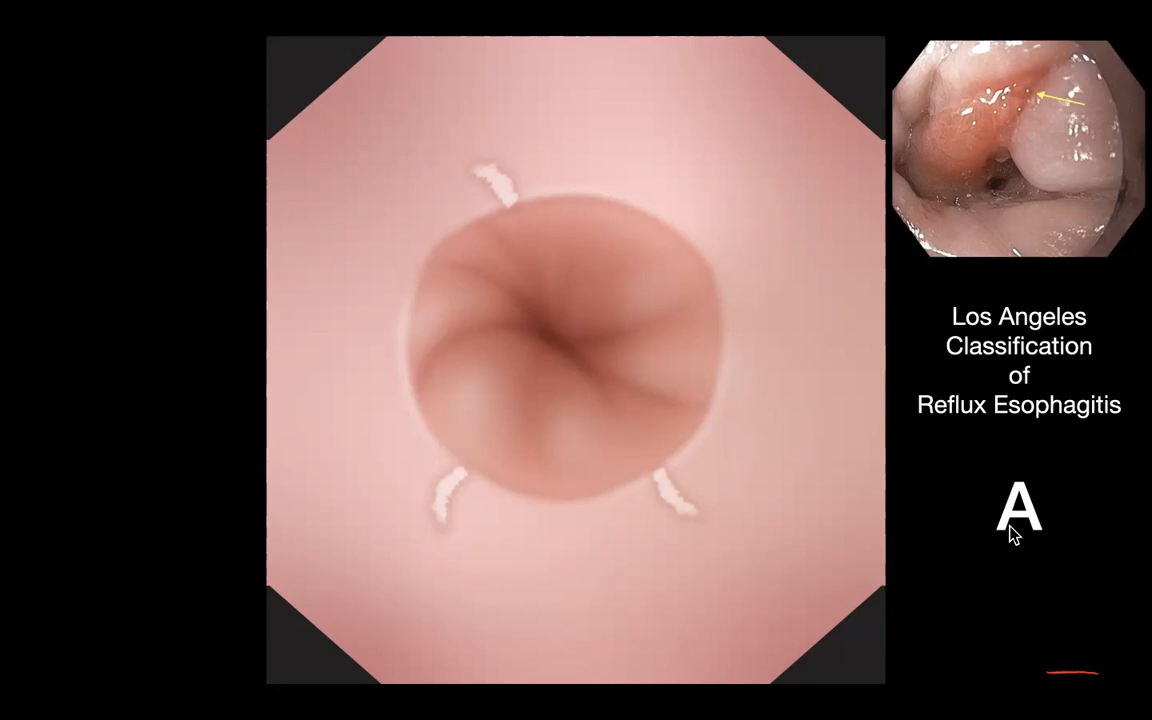 Los Angeles
Classification
of
Reflux Esophagitis
A